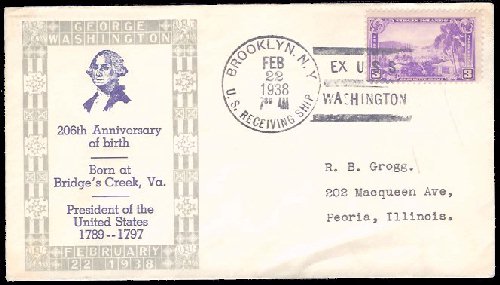 GEORGE
WASHINGTON
206th Anniversary
of birth
Born at
Bridge's Creek, Va.
President of the
United States
1789--1797
FEBRUARY
22 1938
BROOKLYN, N.Y.
FEB
22
1938
7 AM
U.S. RECEIVING SHIP
EX U.S.S.
WASHINGTON
3 3
R. B. Grogg.
202 Macqueen Ave,
Peoria, Illinois.